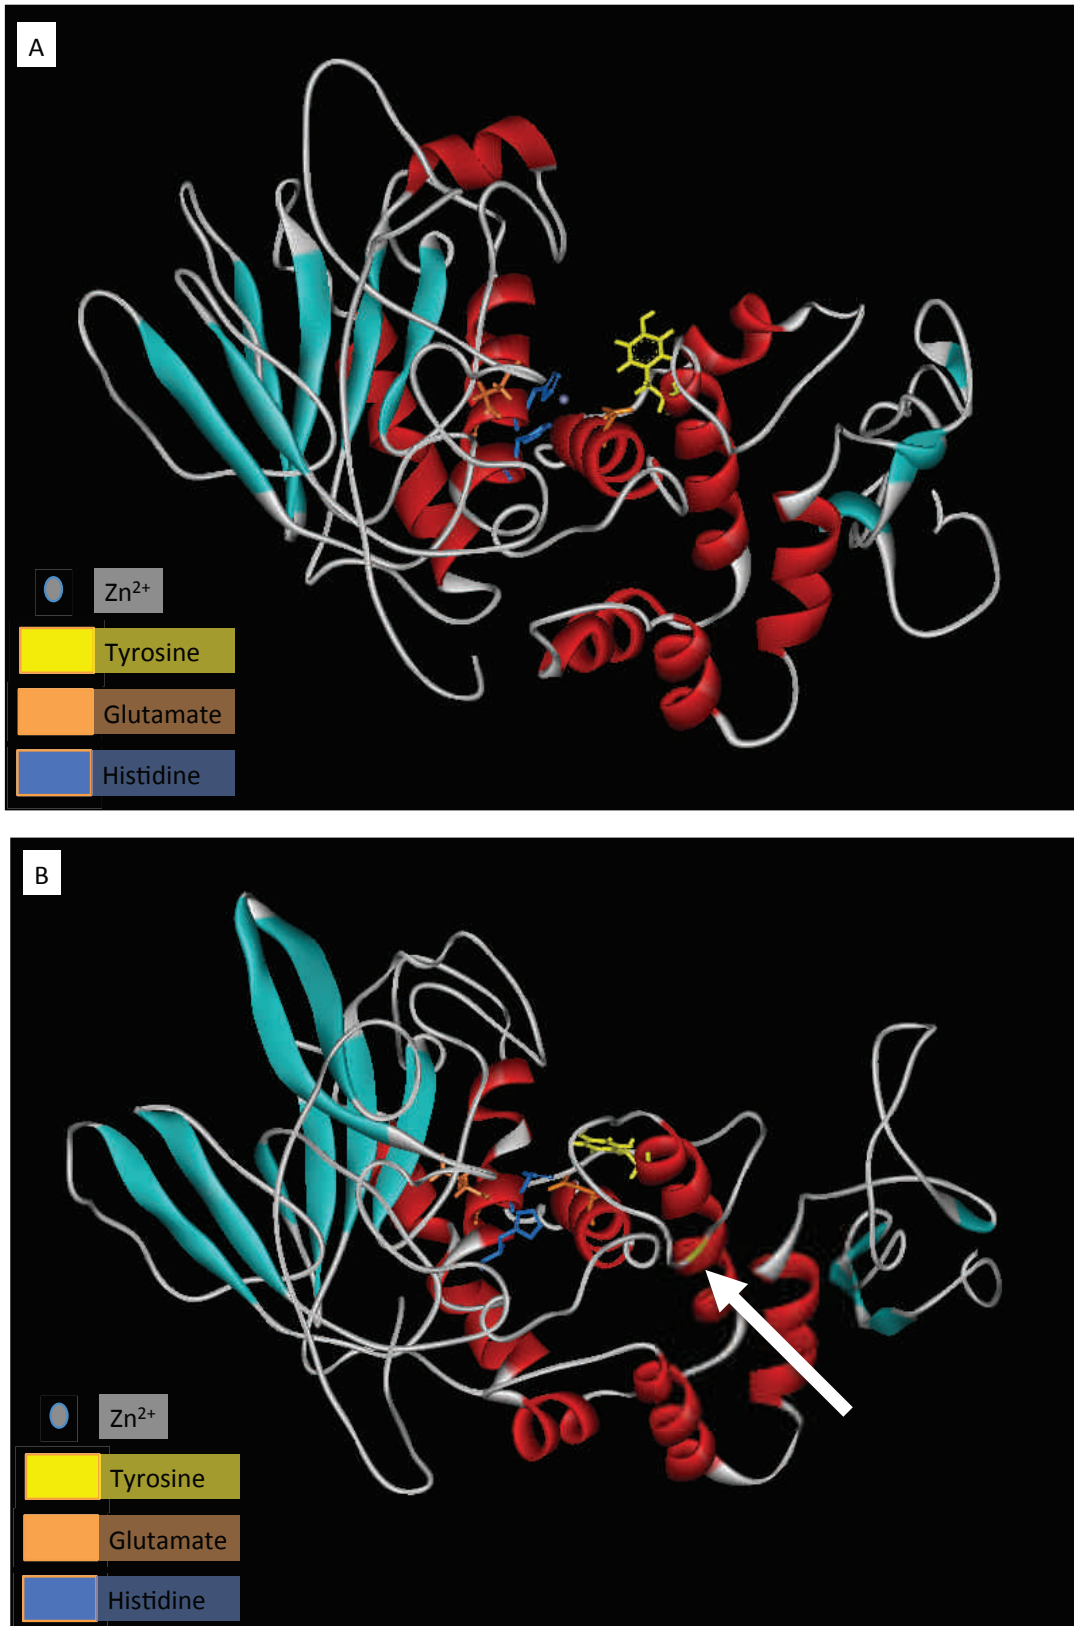 A
Zn²⁺
Tyrosine
Glutamate
Histidine
B
Zn²⁺
Tyrosine
Glutamate
Histidine